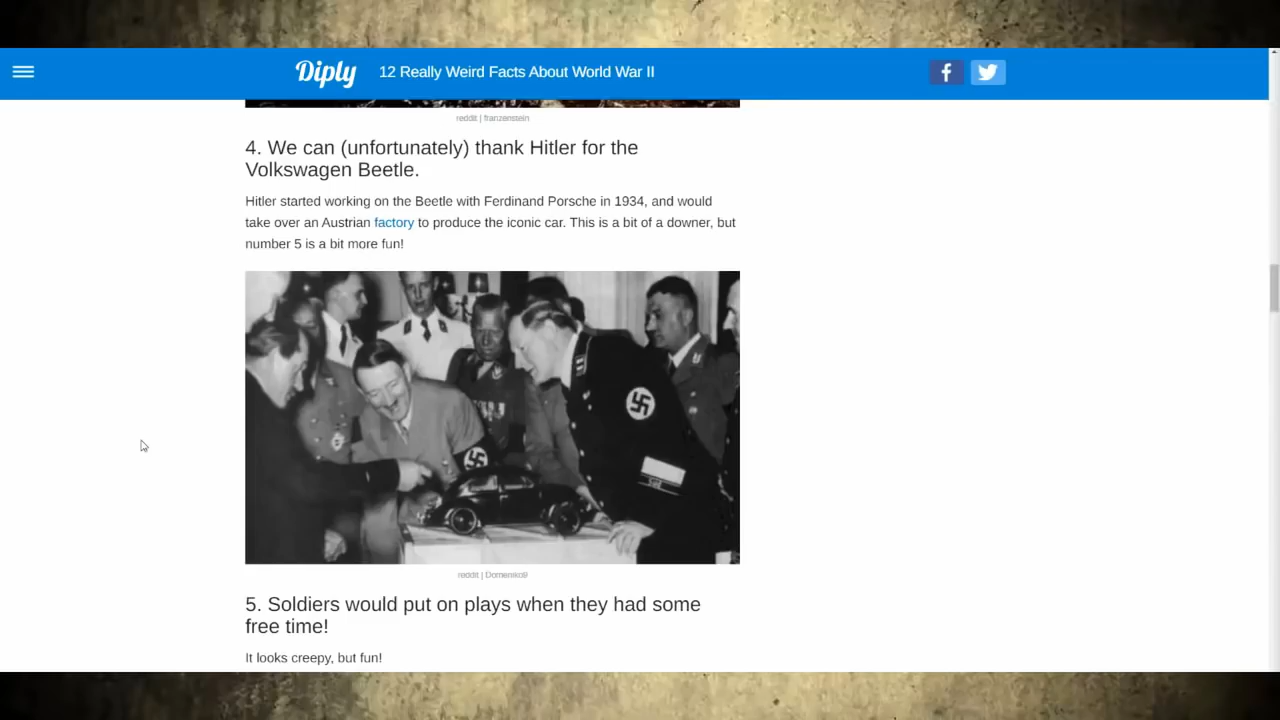 Diply
12 Really Weird Facts About World War II
reddit | franzenstein
4. We can (unfortunately) thank Hitler for the
Volkswagen Beetle.
Hitler started working on the Beetle with Ferdinand Porsche in 1934, and would
take over an Austrian factory to produce the iconic car. This is a bit of a downer, but
number 5 is a bit more fun!
reddit | Domeniko9
5. Soldiers would put on plays when they had some
free time!
It looks creepy, but fun!